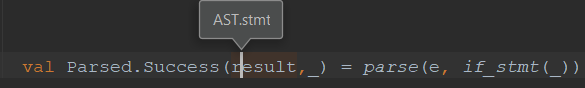 AST.stmt
val Parsed.Success(result,_) = parse(e, if_stmt(_))